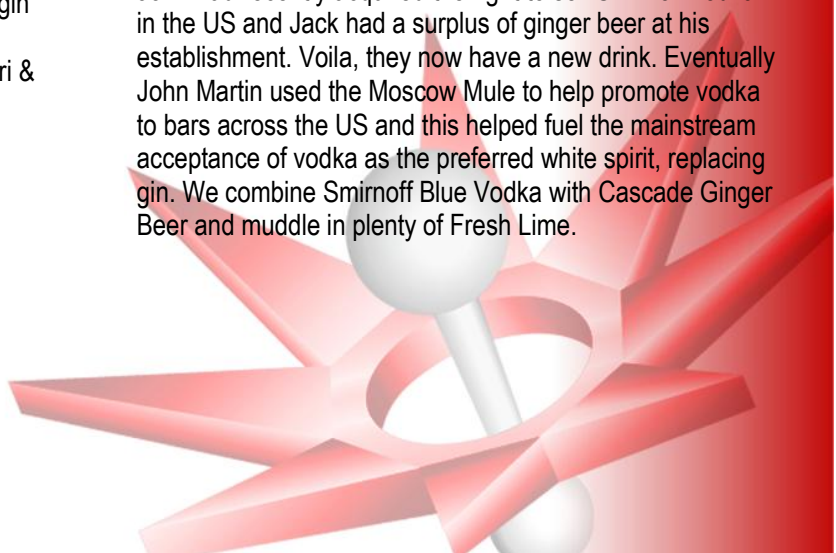 gin
ri &
in the US and Jack had a surplus of ginger beer at his
establishment. Voila, they now have a new drink. Eventually
John Martin used the Moscow Mule to help promote vodka
to bars across the US and this helped fuel the mainstream
acceptance of vodka as the preferred white spirit, replacing
gin. We combine Smirnoff Blue Vodka with Cascade Ginger
Beer and muddle in plenty of Fresh Lime.